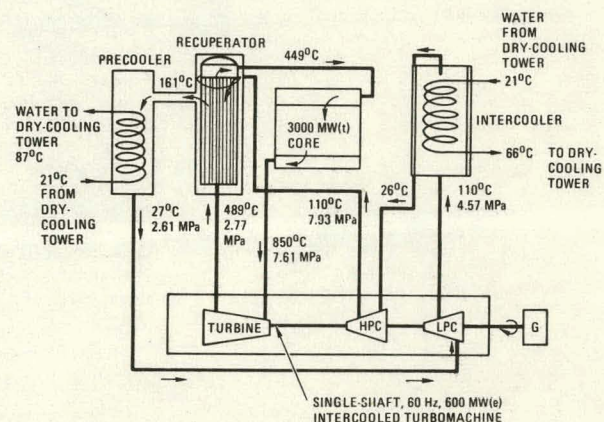 RECUPERATOR
PRECOOLER
161°C
449°C
WATER
FROM
DRY-COOLING
TOWER
21°C
INTERCOOLER
66°C
TO DRY-
COOLING
TOWER
WATER TO
DRY-COOLING
TOWER
87°C
21°C
FROM
DRY-
COOLING
TOWER
3000 MW(t)
CORE
27°C
2.61 MPa
489°C
2.77
MPa
850°C
7.61 MPa
110°C
7.93 MPa
26°C
110°C
4.57 MPa
TURBINE
HPC
LPC
G
SINGLE-SHAFT, 60 Hz, 600 MW(e)
INTERCOOLED TURBOMACHINE